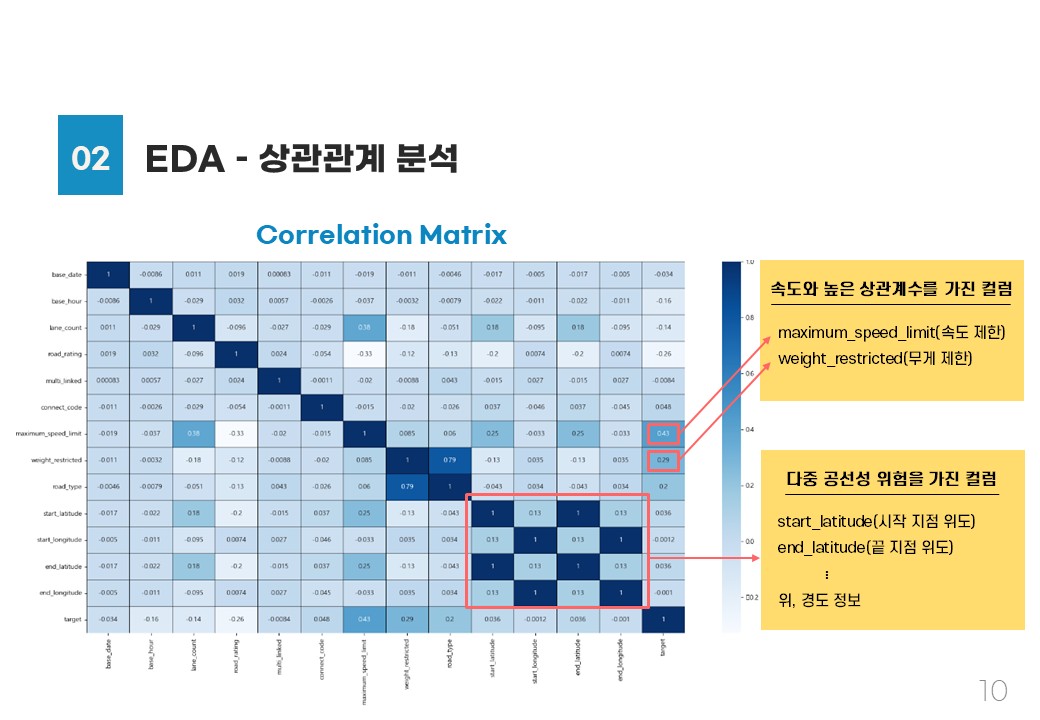 02
EDA - 상관관계 분석
Correlation Matrix
base_date 1 -0.0086 0.011 0.019 0.00083 -0.011 -0.019 -0.011 -0.0046 -0.017 -0.005 -0.017 -0.005 -0.034
base_hour -0.0086 1 -0.029 0.032 0.0057 -0.0026 -0.037 -0.0032 -0.0079 -0.022 -0.011 -0.022 -0.011 -0.16
lane_count 0.011 -0.029 1 -0.096 -0.027 -0.029 0.38 -0.18 -0.051 0.18 -0.095 0.18 -0.095 -0.14
road_rating 0.019 0.032 -0.096 1 0.024 -0.054 -0.33 -0.12 -0.13 -0.2 0.0074 -0.2 0.0074 -0.26
multi_linked 0.00083 0.0057 -0.027 0.024 1 -0.0011 -0.02 -0.0088 0.043 -0.015 0.027 -0.015 0.027 -0.0084
connect_code -0.011 -0.0026 -0.029 -0.054 -0.0011 1 -0.015 -0.02 -0.026 0.037 -0.046 0.037 -0.045 0.048
maximum_speed_limit -0.019 -0.037 0.38 -0.33 -0.02 -0.015 1 0.085 0.06 0.25 -0.033 0.25 -0.033 0.43
weight_restricted -0.011 -0.0032 -0.18 -0.12 -0.0088 -0.02 0.085 1 0.79 -0.13 0.035 -0.13 0.035 0.29
road_type -0.0046 -0.0079 -0.051 -0.13 0.043 -0.026 0.06 0.79 1 -0.043 0.034 -0.043 0.034 0.2
start_latitude -0.017 -0.022 0.18 -0.2 -0.015 0.037 0.25 -0.13 -0.043 1 0.13 1 0.13 0.036
start_longitude -0.005 -0.011 -0.095 0.0074 0.027 -0.046 -0.033 0.035 0.034 0.13 1 0.13 1 -0.0012
end_latitude -0.017 -0.022 0.18 -0.2 -0.015 0.037 0.25 -0.13 -0.043 1 0.13 1 0.13 0.036
end_longitude -0.005 -0.011 -0.095 0.0074 0.027 -0.045 -0.033 0.035 0.034 0.13 1 0.13 1 -0.001
target -0.034 -0.16 -0.14 -0.26 -0.0084 0.048 0.43 0.29 0.2 0.036 -0.0012 0.036 -0.001 1
base_date base_hour lane_count road_rating multi_linked connect_code maximum_speed_limit weight_restricted road_type start_latitude start_longitude end_latitude end_longitude target
1.0
0.8
0.6
0.4
0.2
0.0
속도와 높은 상관계수를 가진 컬럼
maximum_speed_limit(속도 제한)
weight_restricted(무게 제한)
다중 공선성 위험을 가진 컬럼
start_latitude(시작 지점 위도)
end_latitude(끝 지점 위도)
⋮
위, 경도 정보
10